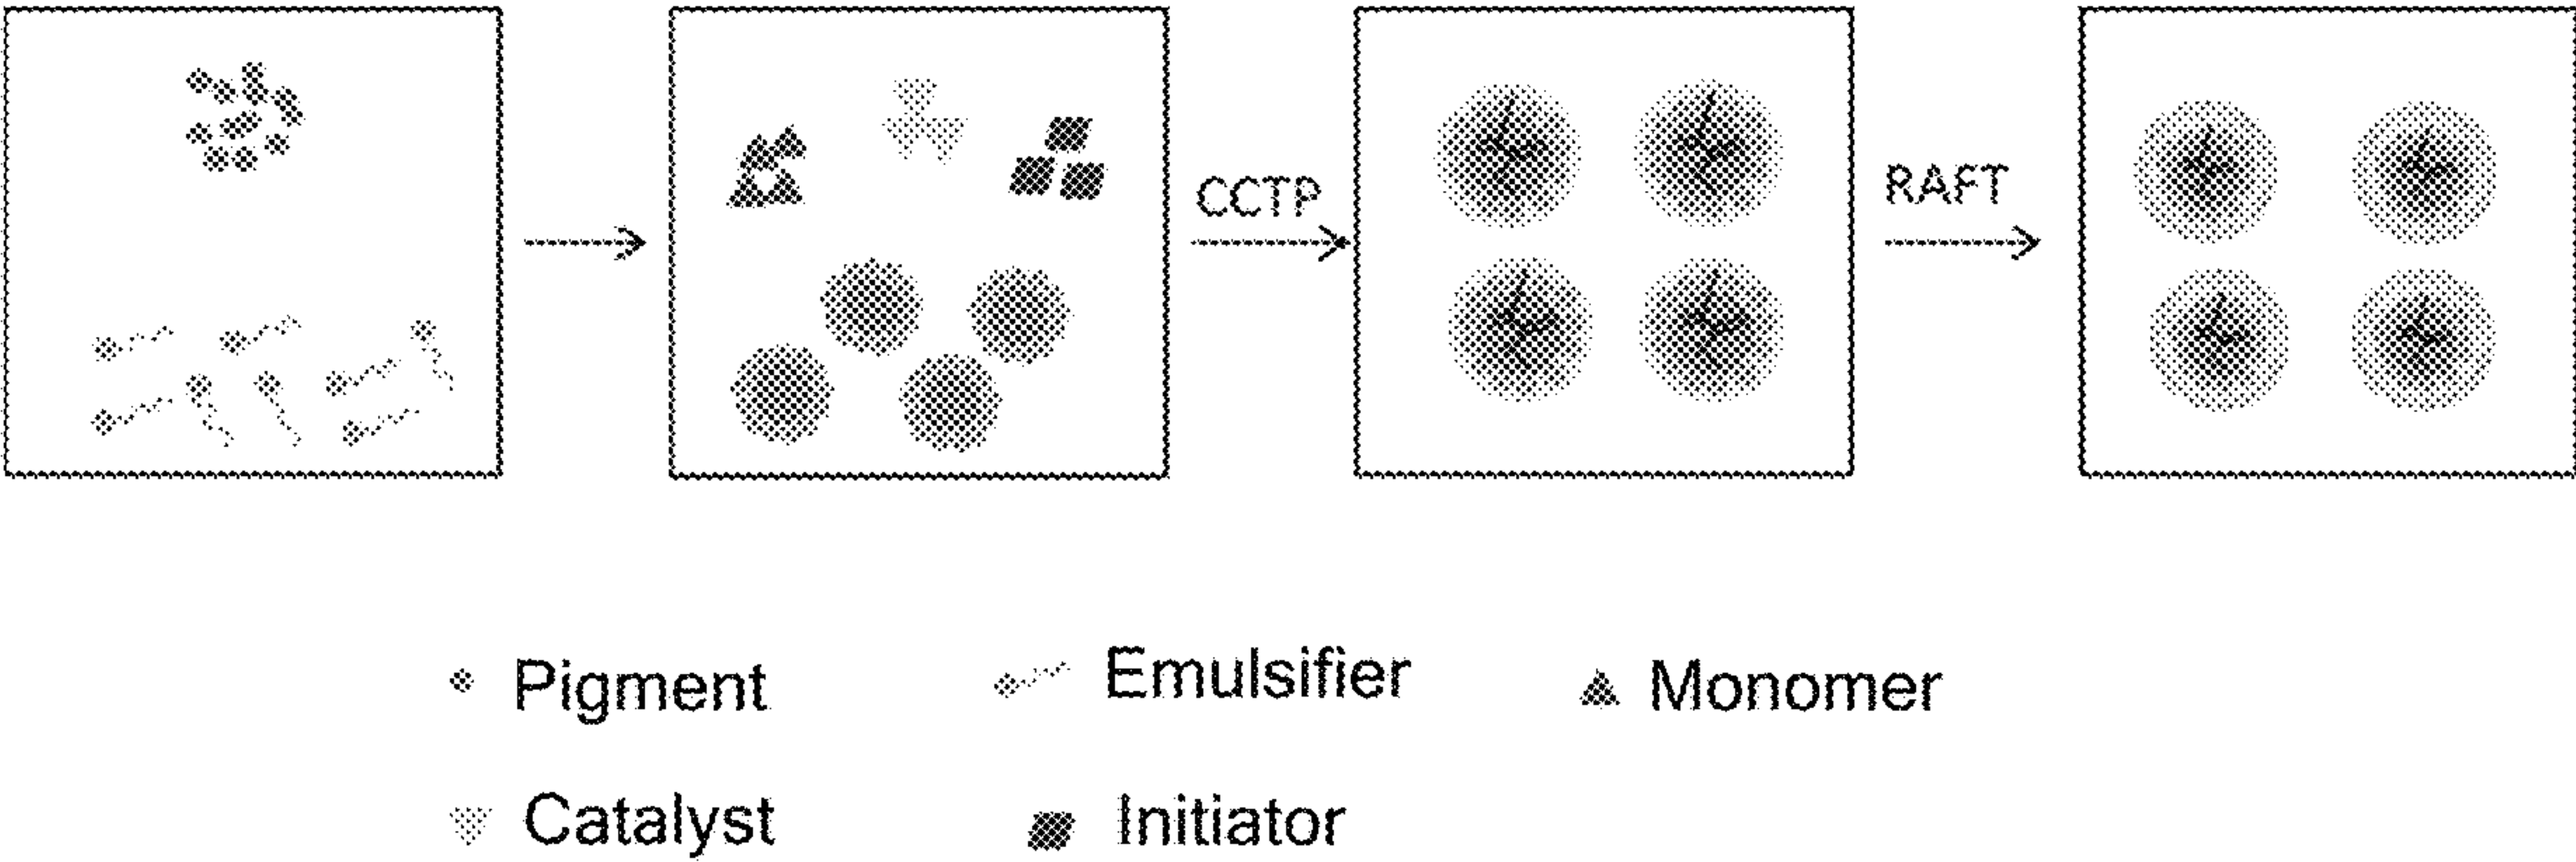 CCTP
RAFT
Pigment
Emulsifier
Monomer
Catalyst
Initiator